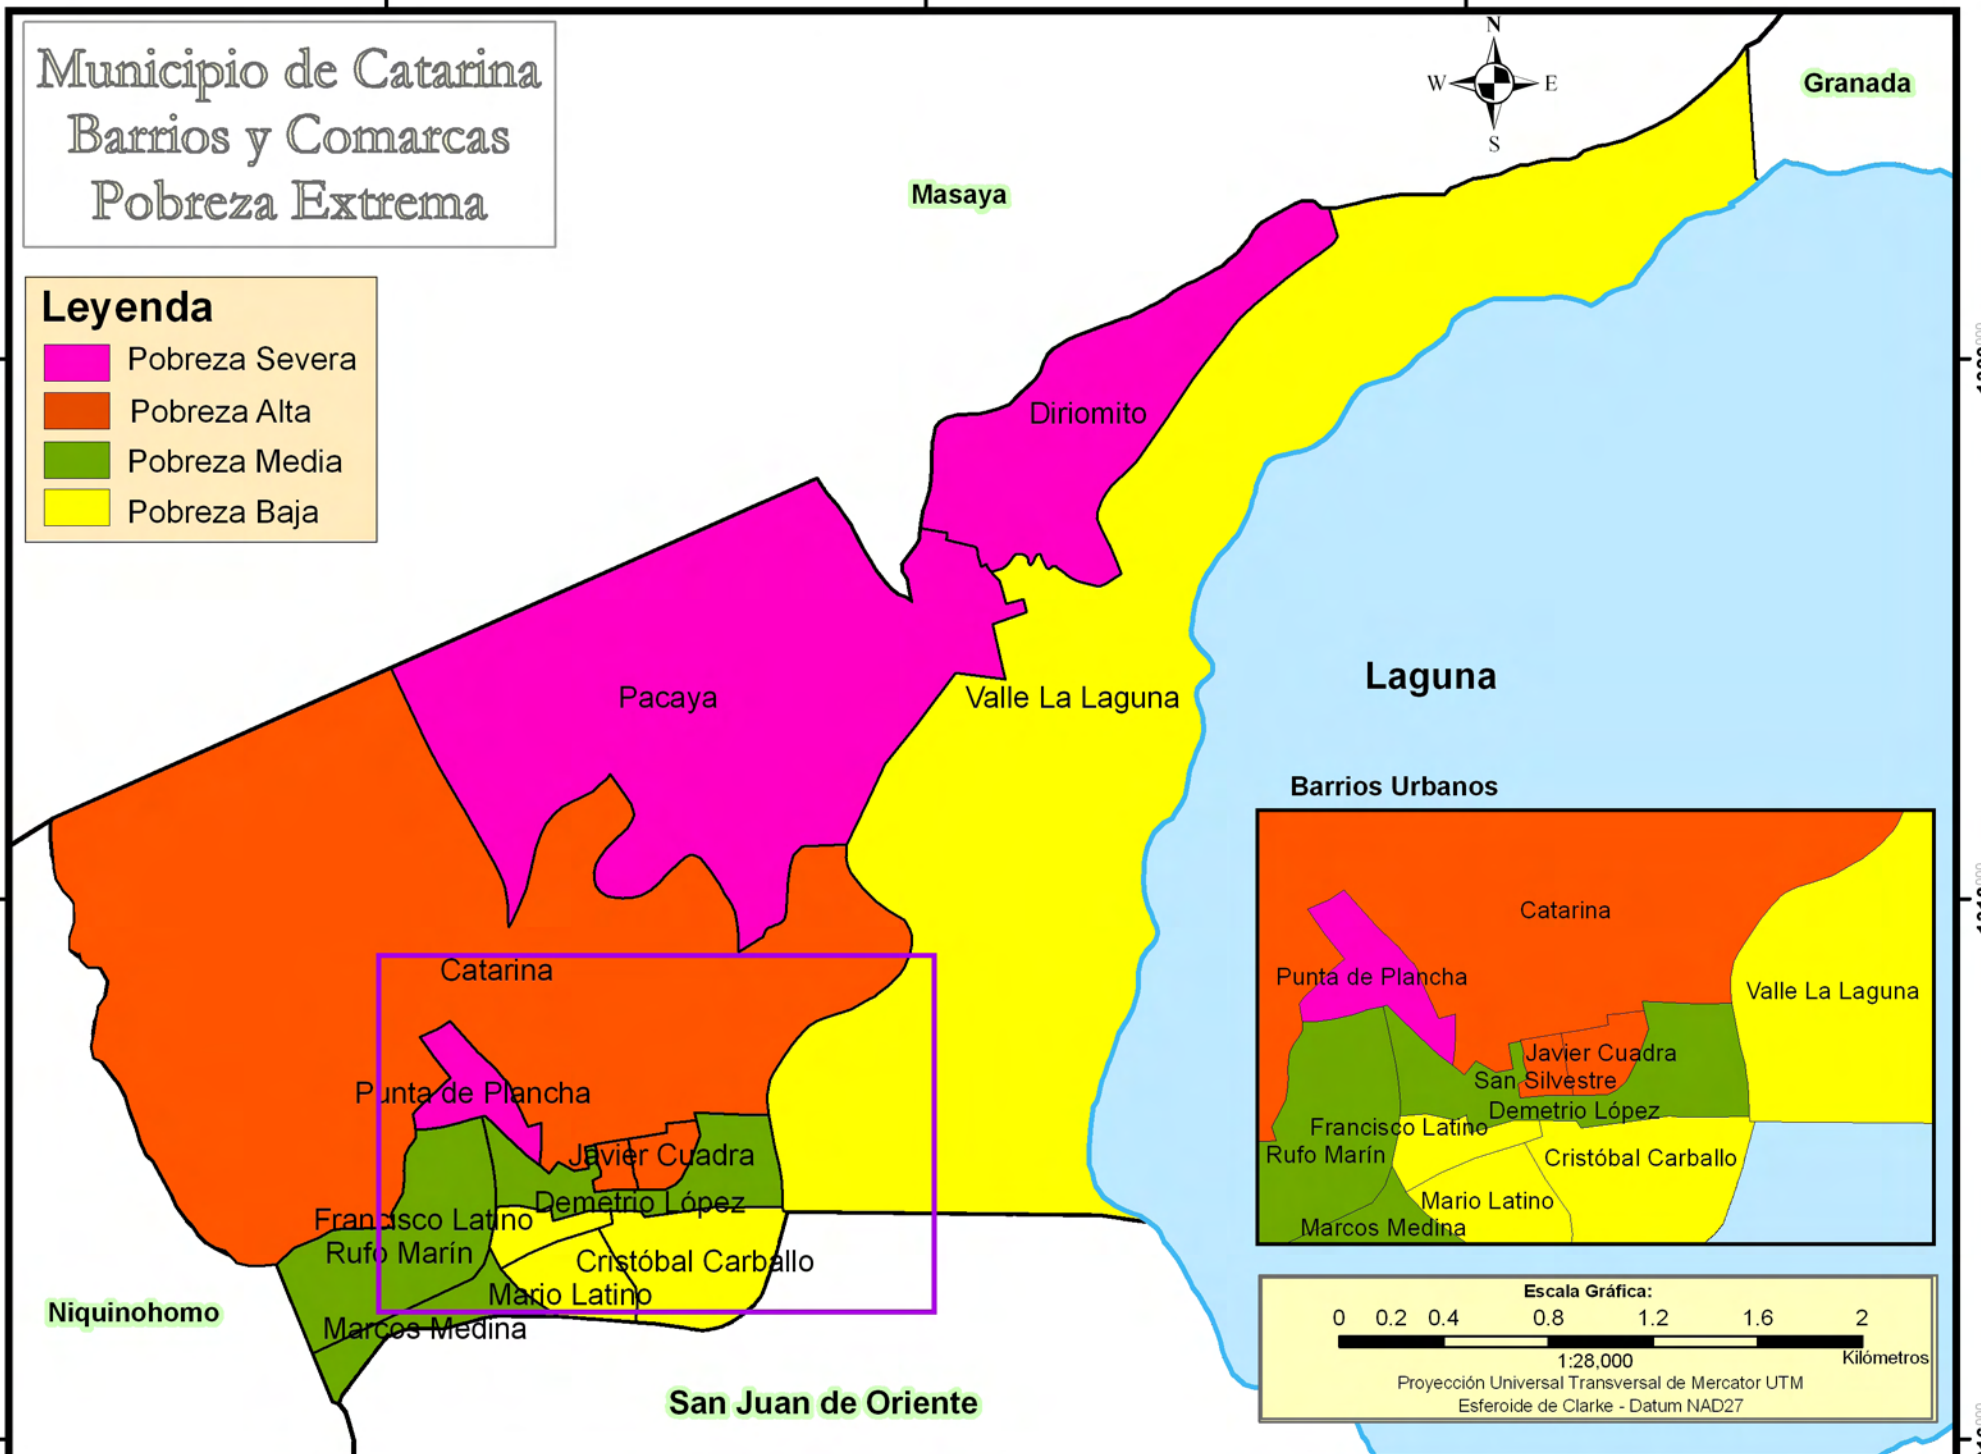 Municipio de Catarina
Barrios y Comarcas
Pobreza Extrema
N
W
E
S
Granada
Masaya
Leyenda
Pobreza Severa
Pobreza Alta
Pobreza Media
Pobreza Baja
Diriomito
Pacaya
Valle La Laguna
Laguna
Catarina
Punta de Plancha
Javier Cuadra
Demetrio López
Francisco Latino
Rufo Marín
Cristóbal Carballo
Mario Latino
Marcos Medina
Niquinohomo
San Juan de Oriente
Barrios Urbanos
Catarina
Punta de Plancha
Valle La Laguna
Javier Cuadra
San Silvestre
Demetrio López
Francisco Latino
Rufo Marín
Cristóbal Carballo
Mario Latino
Marcos Medina
Escala Gráfica:
0 0.2 0.4 0.8 1.2 1.6 2
Kilómetros
1:28,000
Proyección Universal Transversal de Mercator UTM
Esferoide de Clarke - Datum NAD27